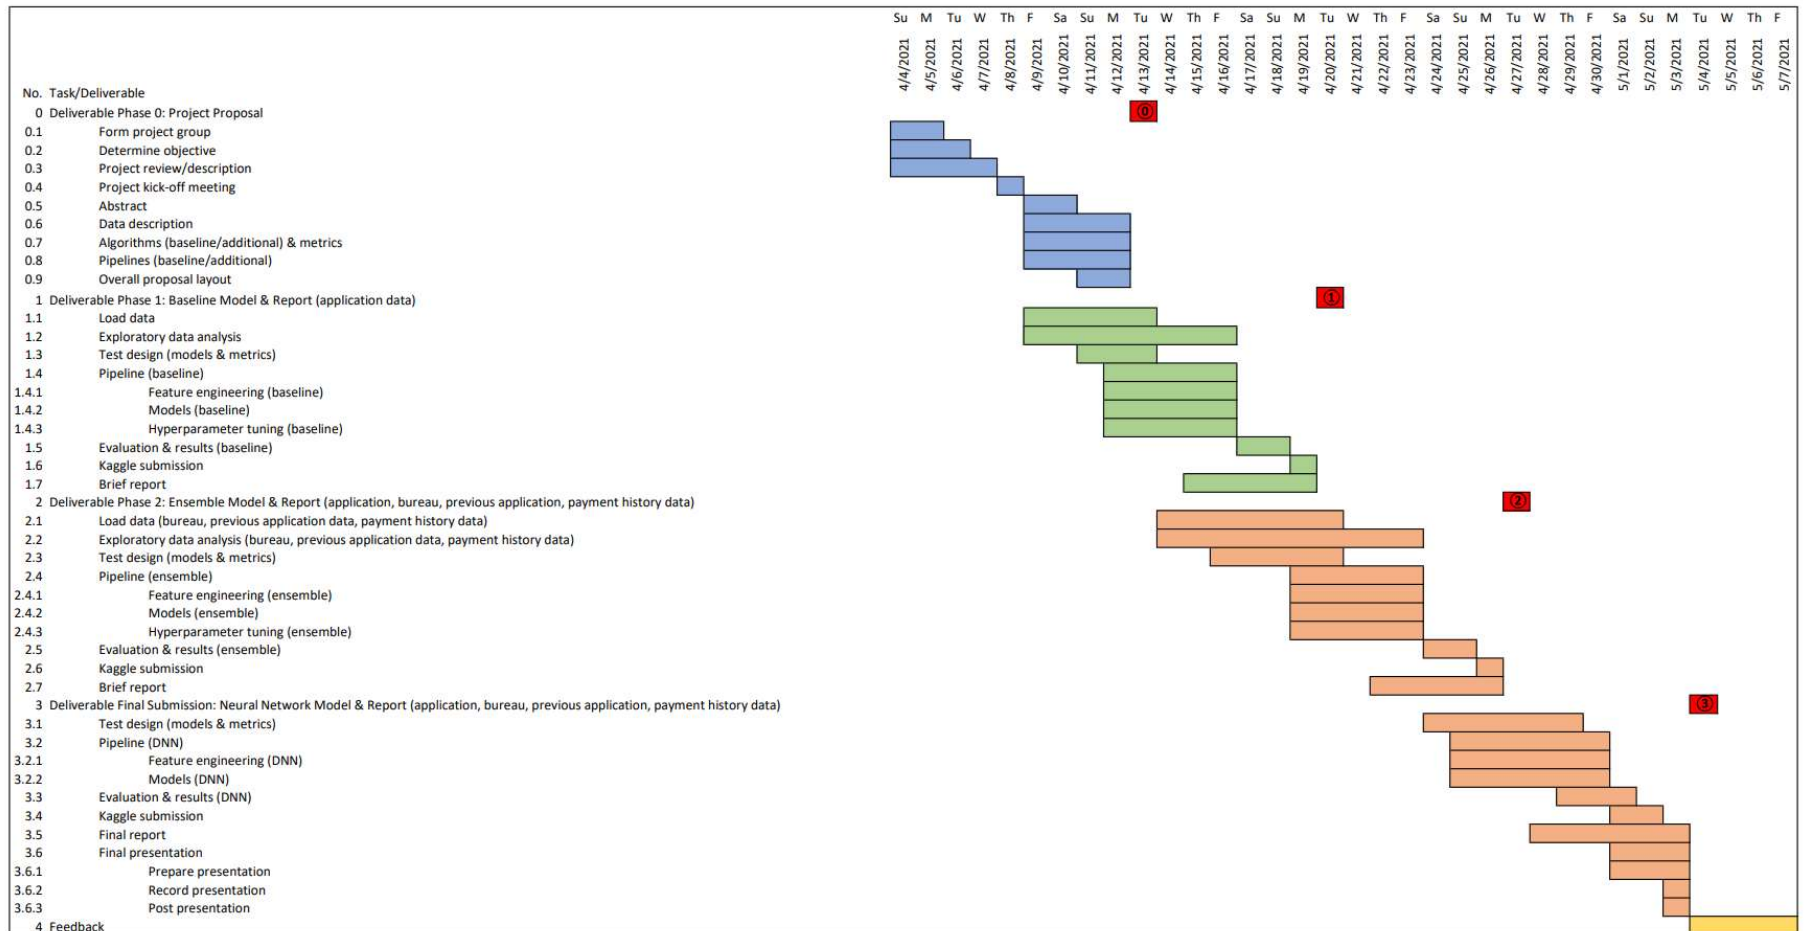 Su M Tu W Th F Sa Su M Tu W Th F Sa Su M Tu W Th F Sa Su M Tu W Th F Sa Su M Tu W Th F
4/4/2021 4/5/2021 4/6/2021 4/7/2021 4/8/2021 4/9/2021 4/10/2021 4/11/2021 4/12/2021 4/13/2021 4/14/2021 4/15/2021 4/16/2021 4/17/2021 4/18/2021 4/19/2021 4/20/2021 4/21/2021 4/22/2021 4/23/2021 4/24/2021 4/25/2021 4/26/2021 4/27/2021 4/28/2021 4/29/2021 4/30/2021 5/1/2021 5/2/2021 5/3/2021 5/4/2021 5/5/2021 5/6/2021 5/7/2021
No. Task/Deliverable
0 Deliverable Phase 0: Project Proposal ⓪
0.1 Form project group
0.2 Determine objective
0.3 Project review/description
0.4 Project kick-off meeting
0.5 Abstract
0.6 Data description
0.7 Algorithms (baseline/additional) & metrics
0.8 Pipelines (baseline/additional)
0.9 Overall proposal layout
1 Deliverable Phase 1: Baseline Model & Report (application data) ①
1.1 Load data
1.2 Exploratory data analysis
1.3 Test design (models & metrics)
1.4 Pipeline (baseline)
1.4.1 Feature engineering (baseline)
1.4.2 Models (baseline)
1.4.3 Hyperparameter tuning (baseline)
1.5 Evaluation & results (baseline)
1.6 Kaggle submission
1.7 Brief report
2 Deliverable Phase 2: Ensemble Model & Report (application, bureau, previous application, payment history data) ②
2.1 Load data (bureau, previous application data, payment history data)
2.2 Exploratory data analysis (bureau, previous application data, payment history data)
2.3 Test design (models & metrics)
2.4 Pipeline (ensemble)
2.4.1 Feature engineering (ensemble)
2.4.2 Models (ensemble)
2.4.3 Hyperparameter tuning (ensemble)
2.5 Evaluation & results (ensemble)
2.6 Kaggle submission
2.7 Brief report
3 Deliverable Final Submission: Neural Network Model & Report (application, bureau, previous application, payment history data) ③
3.1 Test design (models & metrics)
3.2 Pipeline (DNN)
3.2.1 Feature engineering (DNN)
3.2.2 Models (DNN)
3.3 Evaluation & results (DNN)
3.4 Kaggle submission
3.5 Final report
3.6 Final presentation
3.6.1 Prepare presentation
3.6.2 Record presentation
3.6.3 Post presentation
4 Feedback